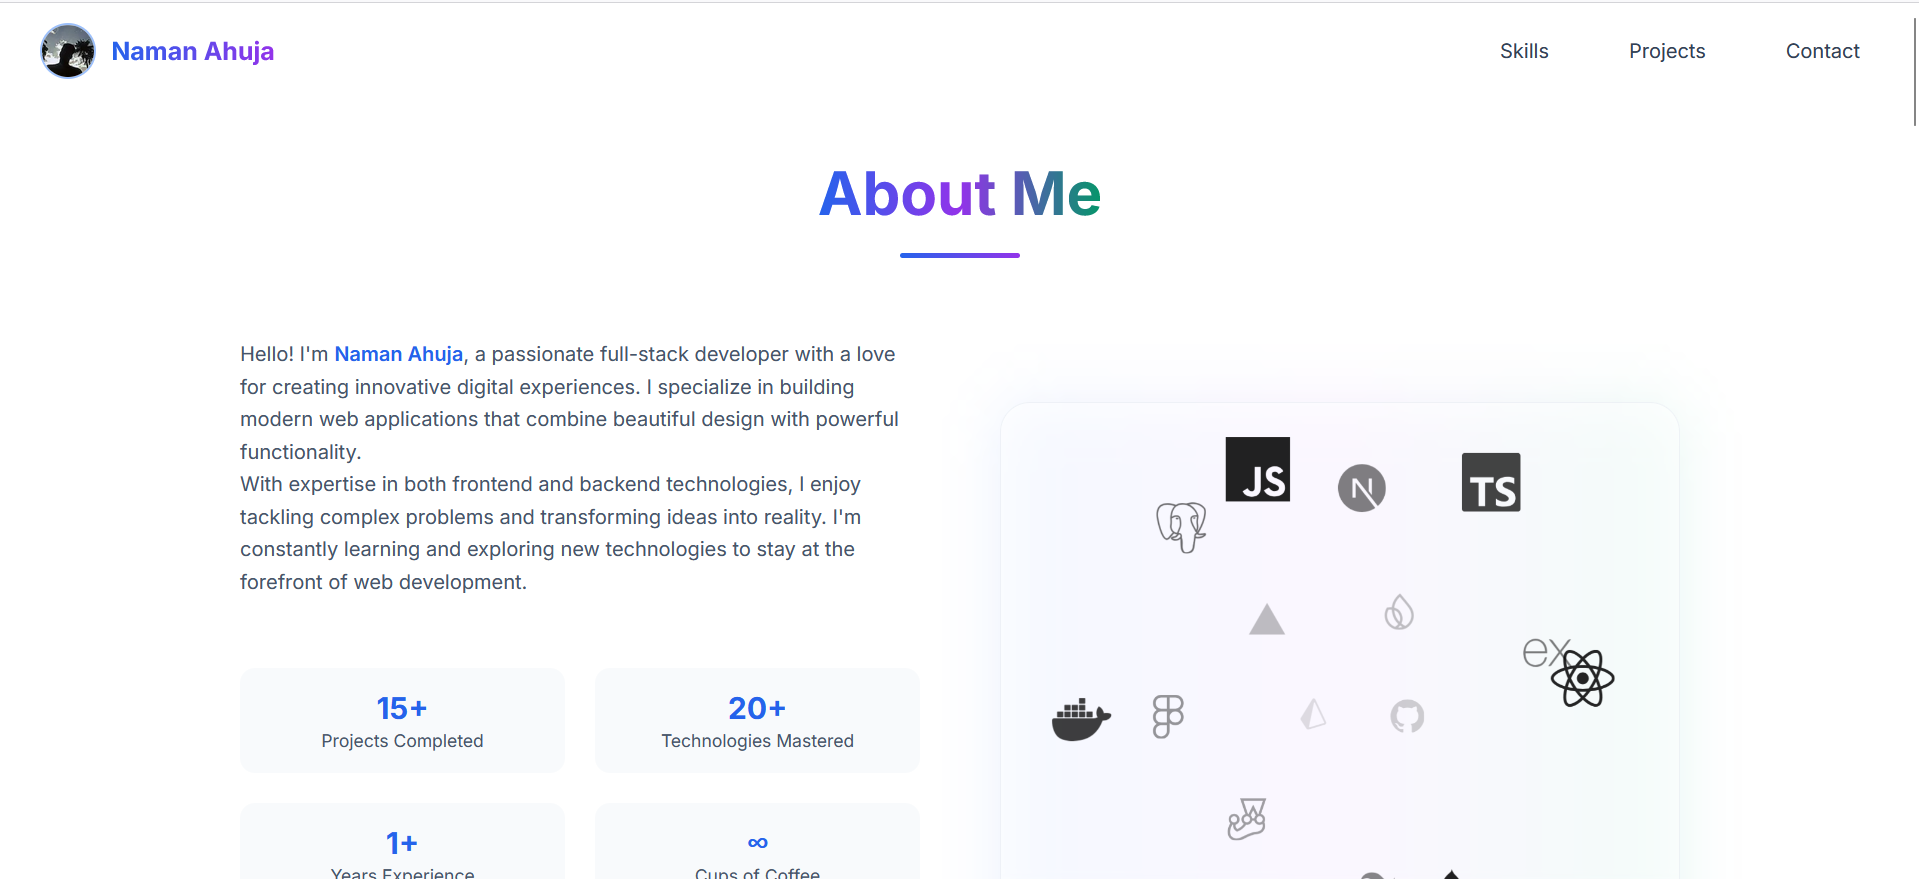 Naman Ahuja
Skills
Projects
Contact
About Me
Hello! I'm Naman Ahuja, a passionate full-stack developer with a love
for creating innovative digital experiences. I specialize in building
modern web applications that combine beautiful design with powerful
functionality.
With expertise in both frontend and backend technologies, I enjoy
tackling complex problems and transforming ideas into reality. I'm
constantly learning and exploring new technologies to stay at the
forefront of web development.
15+
Projects Completed
20+
Technologies Mastered
1+
Years Experience
∞
Cups of Coffee
JS
N
TS
ex